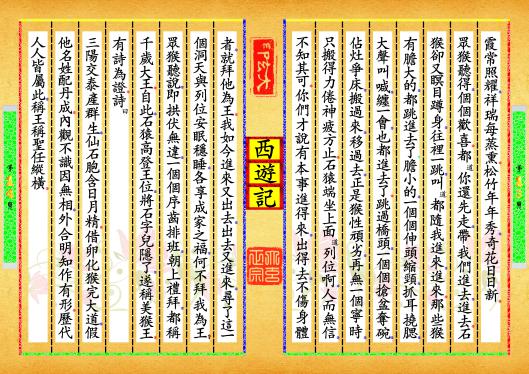 霞常照耀祥瑞每蒸熏松竹年年秀奇花日日新
眾猴聽得個個歡喜都道你還先走帶我們進去進去石
猴卻又瞑目蹲身往裡一跳叫道都隨我進來進來那些猴
有膽大的都跳進去了膽小的一個個伸頭縮頸抓耳撓腮
大聲叫喊纏一會也都進去了跳過橋頭一個個搶盆奪碗
佔灶爭床搬過來移過去正是猴性頑劣再無一個寧時
只搬得力倦神疲方止石猿端坐上面道列位啊人而無信
不知其可你們才說有本事進得來出得去不傷身體
西遊記
者就拜他為王我如今進來又出去出去又進來尋了這一
個洞天與列位安眠穩睡各享成家之福何不拜我為王
眾猴聽說即拱伏無違一個個序齒排班朝上禮拜都稱
千歲大王自此石猿高登王位將石字兒隱了遂稱美猴王
有詩為證詩曰
三陽交泰產群生仙石胞含日月精借卵化猴完大道假
他名姓配丹成內觀不識因無相外合明知作有形歷代
人人皆屬此稱王稱聖任縱橫